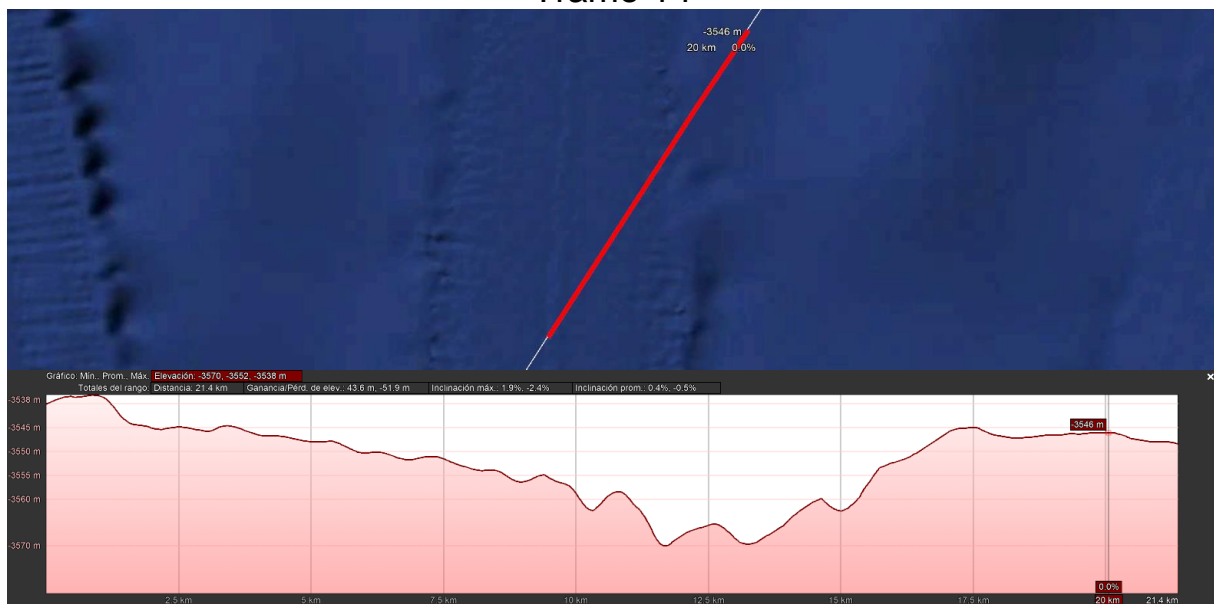 -3546 m
20 km 0.0%
Gráfico: Mín., Prom., Máx. Elevación: -3570, -3552, -3538 m
Totales del rango: Distancia: 21.4 km Ganancia/Pérd. de elev.: 43.6 m, -51.9 m Inclinación máx.: 1.9%, -2.4% Inclinación prom.: 0.4%, -0.5%
-3538 m
-3546 m
-3545 m
-3550 m
-3555 m
-3560 m
-3570 m
0.0%
2.5 km 5 km 7.5 km 10 km 12.5 km 15 km 17.5 km 20 km 21.4 km